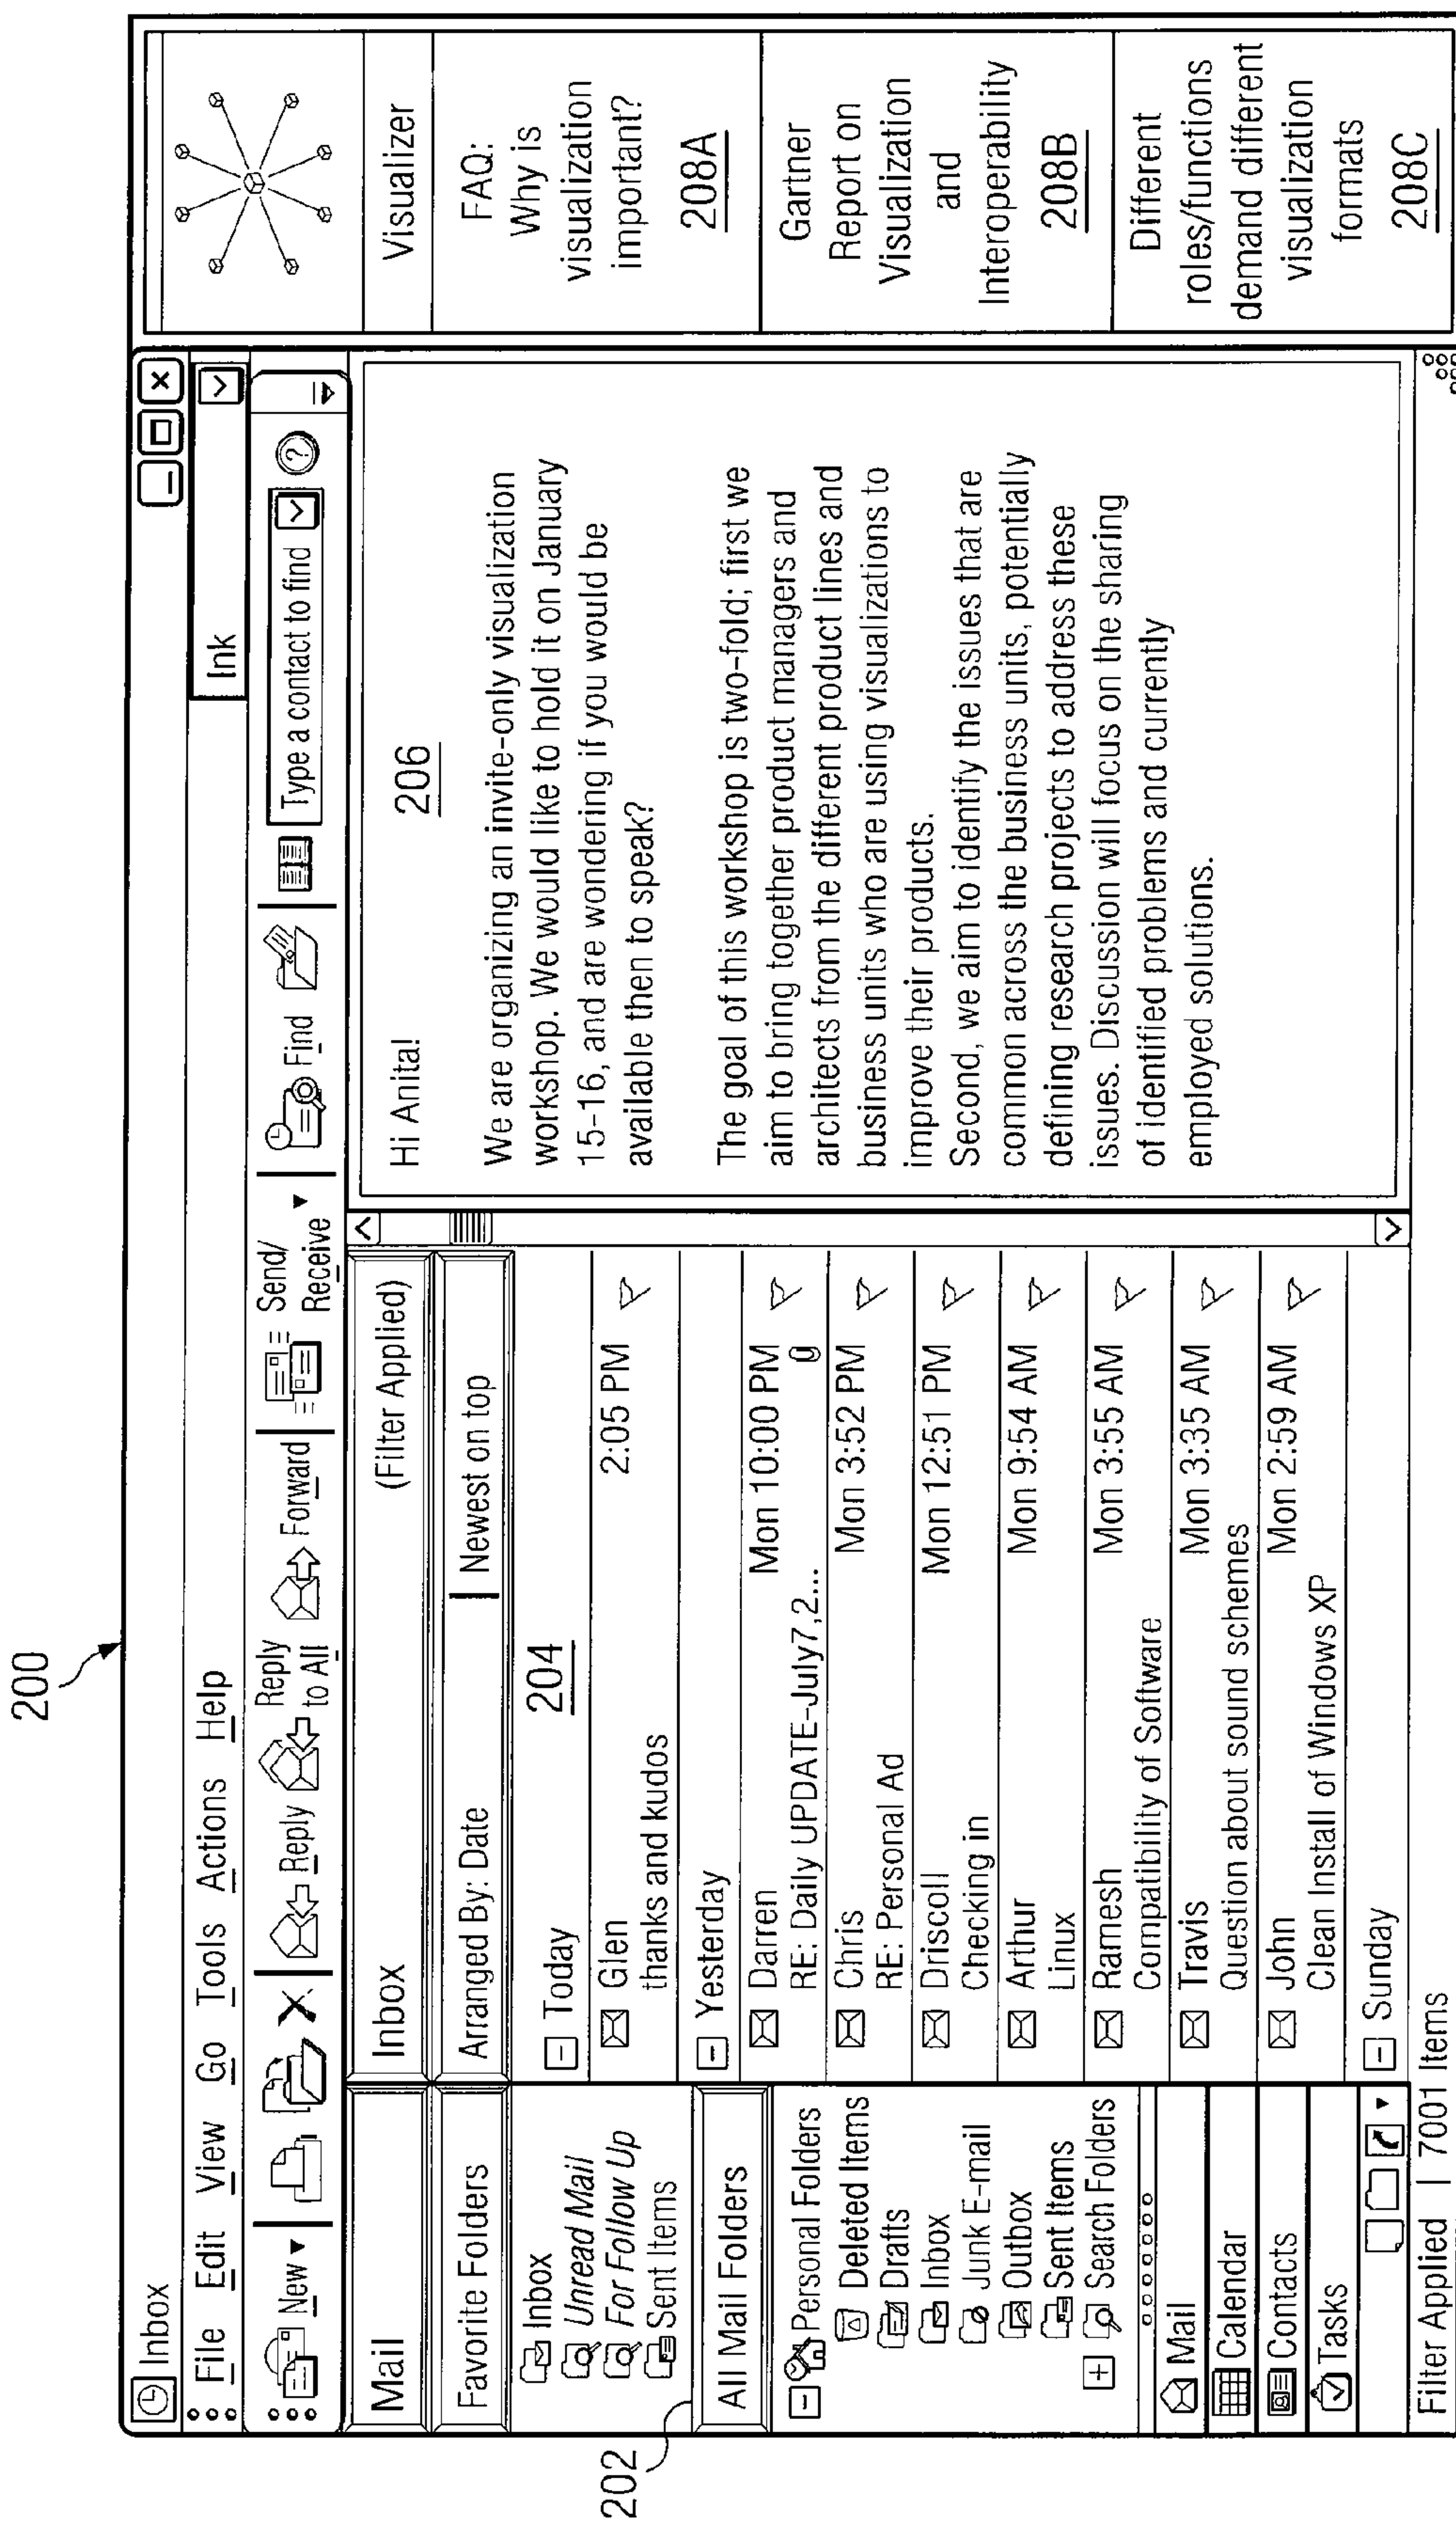 200
Inbox
File Edit View Go Tools Actions Help
Ink
New Reply Reply to All Forward Send/Receive Find Type a contact to find ?
202
Mail
Favorite Folders
Inbox
Unread Mail
For Follow Up
Sent Items
All Mail Folders
Personal Folders
Deleted Items
Drafts
Inbox
Junk E-mail
Outbox
Sent Items
Search Folders
Mail
Calendar
Contacts
Tasks
Filter Applied | 7001 Items
Inbox (Filter Applied)
Arranged By: Date | Newest on top
Today
204
Glen 2:05 PM
thanks and kudos
Yesterday
Darren Mon 10:00 PM
RE: Daily UPDATE-July7,2...
Chris Mon 3:52 PM
RE: Personal Ad
Driscoll Mon 12:51 PM
Checking in
Arthur Mon 9:54 AM
Linux
Ramesh Mon 3:55 AM
Compatibility of Software
Travis Mon 3:35 AM
Question about sound schemes
John Mon 2:59 AM
Clean Install of Windows XP
Sunday
Hi Anita!
206
We are organizing an invite-only visualization
workshop. We would like to hold it on January
15-16, and are wondering if you would be
available then to speak?
The goal of this workshop is two-fold; first we
aim to bring together product managers and
architects from the different product lines and
business units who are using visualizations to
improve their products.
Second, we aim to identify the issues that are
common across the business units, potentially
defining research projects to address these
issues. Discussion will focus on the sharing
of identified problems and currently
employed solutions.
Visualizer
FAQ:
Why is
visualization
important?
208A
Gartner
Report on
Visualization
and
Interoperability
208B
Different
roles/functions
demand different
visualization
formats
208C